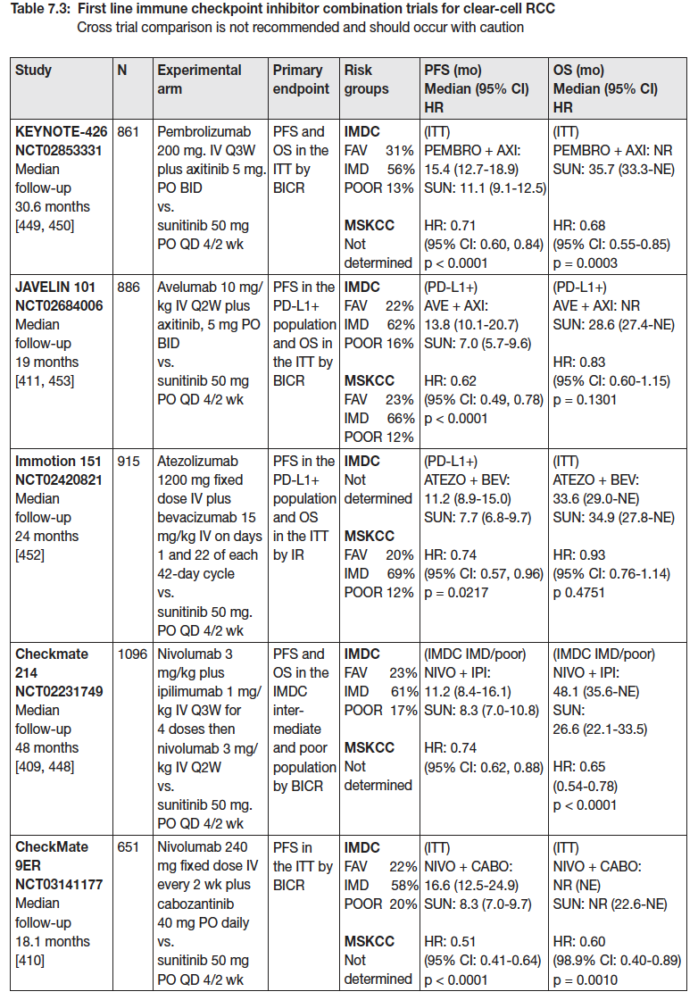 Table 7.3: First line immune checkpoint inhibitor combination trials for clear-cell RCC
Cross trial comparison is not recommended and should occur with caution
Study
N
Experimental
arm
Primary
endpoint
Risk
groups
PFS (mo)
Median (95% CI)
HR
OS (mo)
Median (95% CI)
HR
KEYNOTE-426
NCT02853331
Median
follow-up
30.6 months
[449, 450]
861
Pembrolizumab
200 mg. IV Q3W
plus axitinib 5 mg.
PO BID
vs.
sunitinib 50 mg
PO QD 4/2 wk
PFS and
OS in the
ITT by
BICR
IMDC
FAV 31%
IMD 56%
POOR 13%
MSKCC
Not
determined
(ITT)
PEMBRO + AXI:
15.4 (12.7-18.9)
SUN: 11.1 (9.1-12.5)
HR: 0.71
(95% CI: 0.60, 0.84)
p < 0.0001
(ITT)
PEMBRO + AXI: NR
SUN: 35.7 (33.3-NE)
HR: 0.68
(95% CI: 0.55-0.85)
p = 0.0003
JAVELIN 101
NCT02684006
Median
follow-up
19 months
[411, 453]
886
Avelumab 10 mg/
kg IV Q2W plus
axitinib, 5 mg PO
BID
vs.
sunitinib 50 mg
PO QD 4/2 wk
PFS in the
PD-L1+
population
and OS in
the ITT by
BICR
IMDC
FAV 22%
IMD 62%
POOR 16%
MSKCC
FAV 23%
IMD 66%
POOR 12%
(PD-L1+)
AVE + AXI:
13.8 (10.1-20.7)
SUN: 7.0 (5.7-9.6)
HR: 0.62
(95% CI: 0.49, 0.78)
p < 0.0001
(PD-L1+)
AVE + AXI: NR
SUN: 28.6 (27.4-NE)
HR: 0.83
(95% CI: 0.60-1.15)
p = 0.1301
Immotion 151
NCT02420821
Median
follow-up
24 months
[452]
915
Atezolizumab
1200 mg fixed
dose IV plus
bevacizumab 15
mg/kg IV on days
1 and 22 of each
42-day cycle
vs.
sunitinib 50 mg.
PO QD 4/2 wk
PFS in the
PD-L1+
population
and OS
in the ITT
by IR
IMDC
Not
determined
MSKCC
FAV 20%
IMD 69%
POOR 12%
(PD-L1+)
ATEZO + BEV:
11.2 (8.9-15.0)
SUN: 7.7 (6.8-9.7)
HR: 0.74
(95% CI: 0.57, 0.96)
p = 0.0217
(ITT)
ATEZO + BEV:
33.6 (29.0-NE)
SUN: 34.9 (27.8-NE)
HR: 0.93
(95% CI: 0.76-1.14)
p 0.4751
Checkmate
214
NCT02231749
Median
follow-up
48 months
[409, 448]
1096
Nivolumab 3
mg/kg plus
ipilimumab 1 mg/
kg IV Q3W for
4 doses then
nivolumab 3 mg/
kg IV Q2W
vs.
sunitinib 50 mg.
PO QD 4/2 wk
PFS and
OS in the
IMDC
inter-
mediate
and poor
population
by BICR
IMDC
FAV 23%
IMD 61%
POOR 17%
MSKCC
Not
determined
(IMDC IMD/poor)
NIVO + IPI:
11.2 (8.4-16.1)
SUN: 8.3 (7.0-10.8)
HR: 0.74
(95% CI: 0.62, 0.88)
(IMDC IMD/poor)
NIVO + IPI:
48.1 (35.6-NE)
SUN:
26.6 (22.1-33.5)
HR: 0.65
(0.54-0.78)
p < 0.0001
CheckMate
9ER
NCT03141177
Median
follow-up
18.1 months
[410]
651
Nivolumab 240
mg fixed dose IV
every 2 wk plus
cabozantinib
40 mg PO daily
vs.
sunitinib 50 mg
PO QD 4/2 wk
PFS in
the ITT by
BICR
IMDC
FAV 22%
IMD 58%
POOR 20%
MSKCC
Not
determined
(ITT)
NIVO + CABO:
16.6 (12.5-24.9)
SUN: 8.3 (7.0-9.7)
HR: 0.51
(95% CI: 0.41-0.64)
p < 0.0001
(ITT)
NIVO + CABO:
NR (NE)
SUN: NR (22.6-NE)
HR: 0.60
(98.9% CI: 0.40-0.89)
p = 0.0010